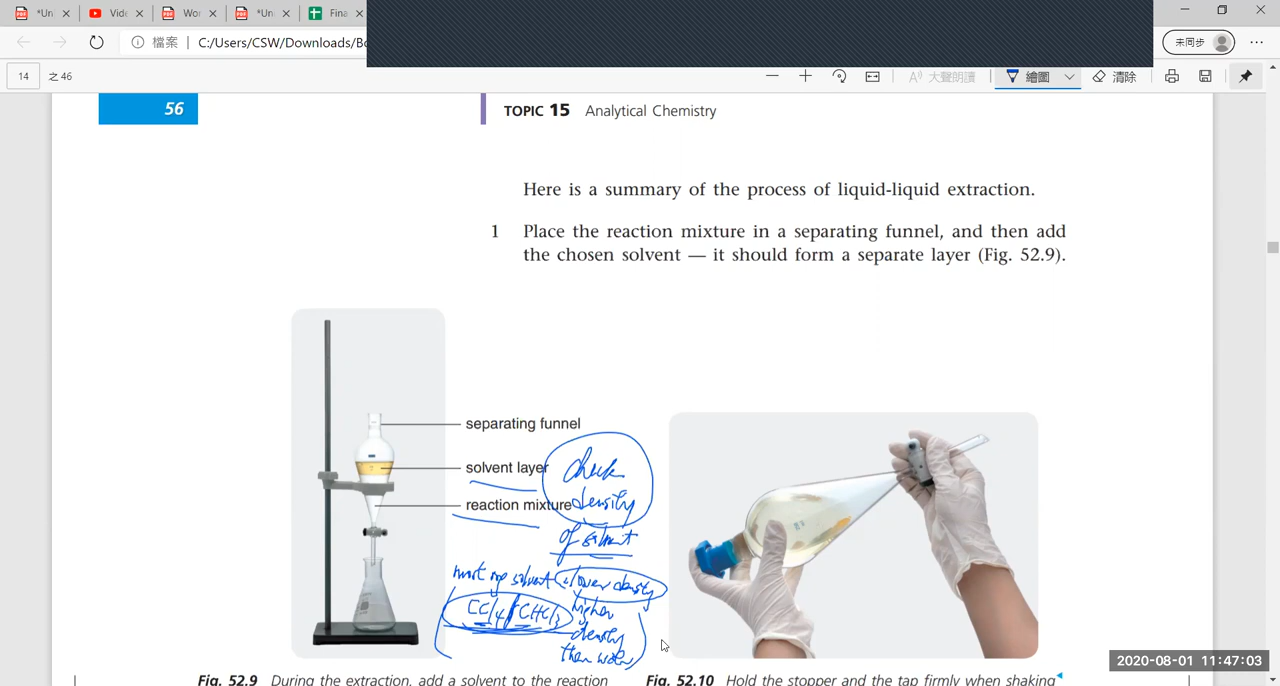 *Un
Vide
Wor
*Un
Fina
檔案
C:/Users/CSW/Downloads/Bo
未同步
14
之 46
大聲朗讀
繪圖
清除
56
TOPIC 15 Analytical Chemistry
Here is a summary of the process of liquid-liquid extraction.
1 Place the reaction mixture in a separating funnel, and then add
the chosen solvent — it should form a separate layer (Fig. 52.9).
separating funnel
solvent layer
reaction mixture
check
density
of solvent
most org solvent lower density
CCl4 / CHCl3
higher
density
than water
2020-08-01 11:47:03
Fig. 52.9 During the extraction, add a solvent to the reaction
Fig. 52.10 Hold the stopper and the tap firmly when shaking